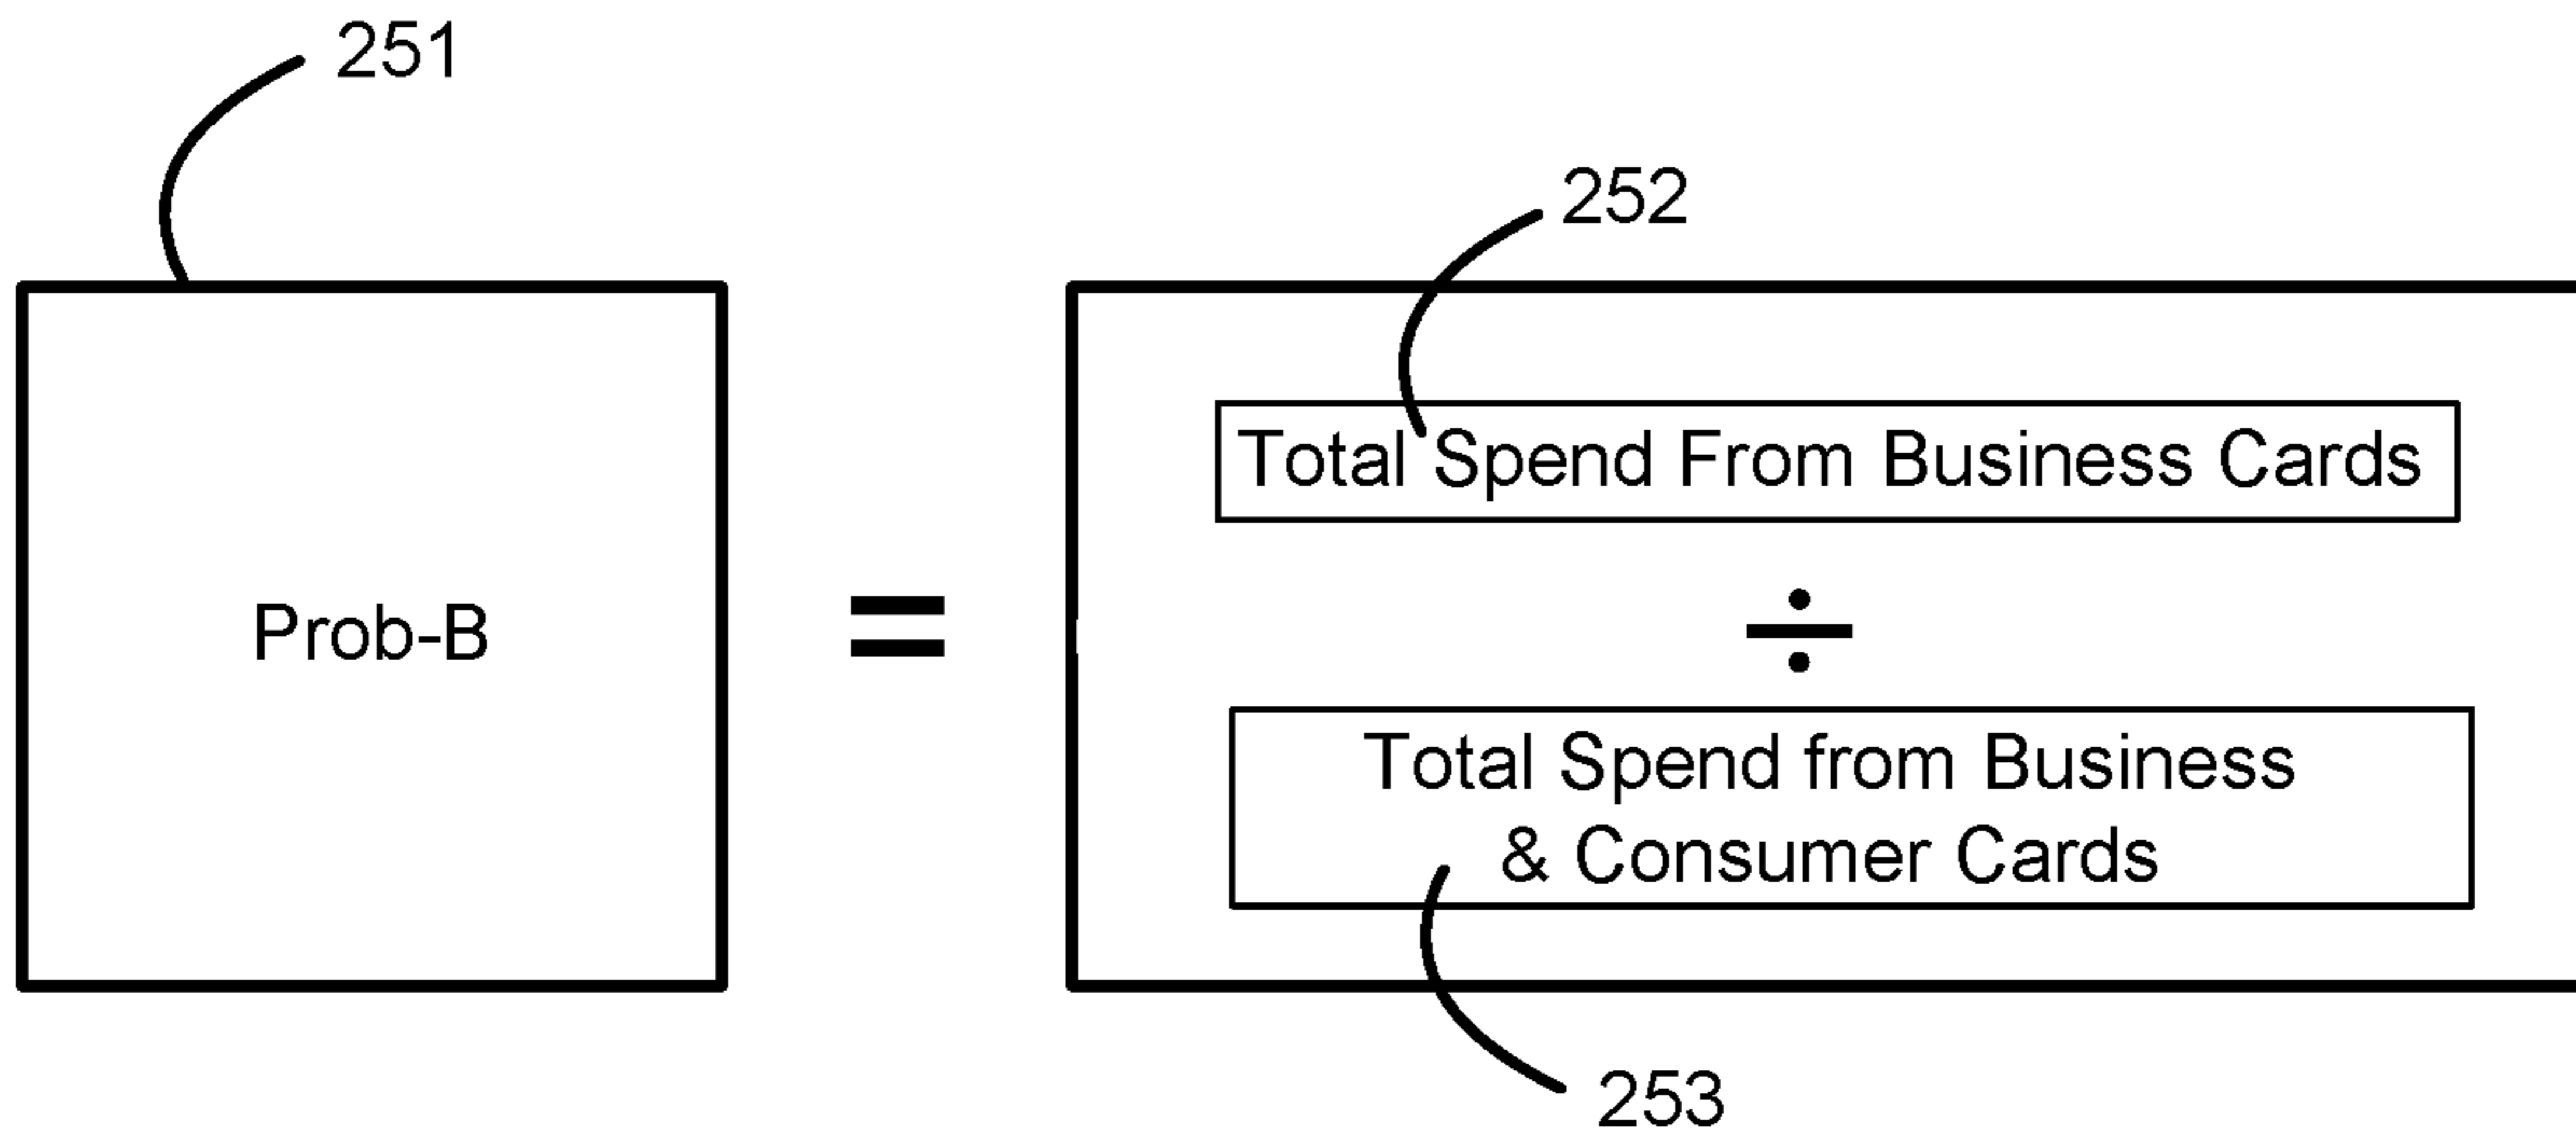 251
252
Total Spend From Business Cards
Prob-B
=
÷
Total Spend from Business
& Consumer Cards
253